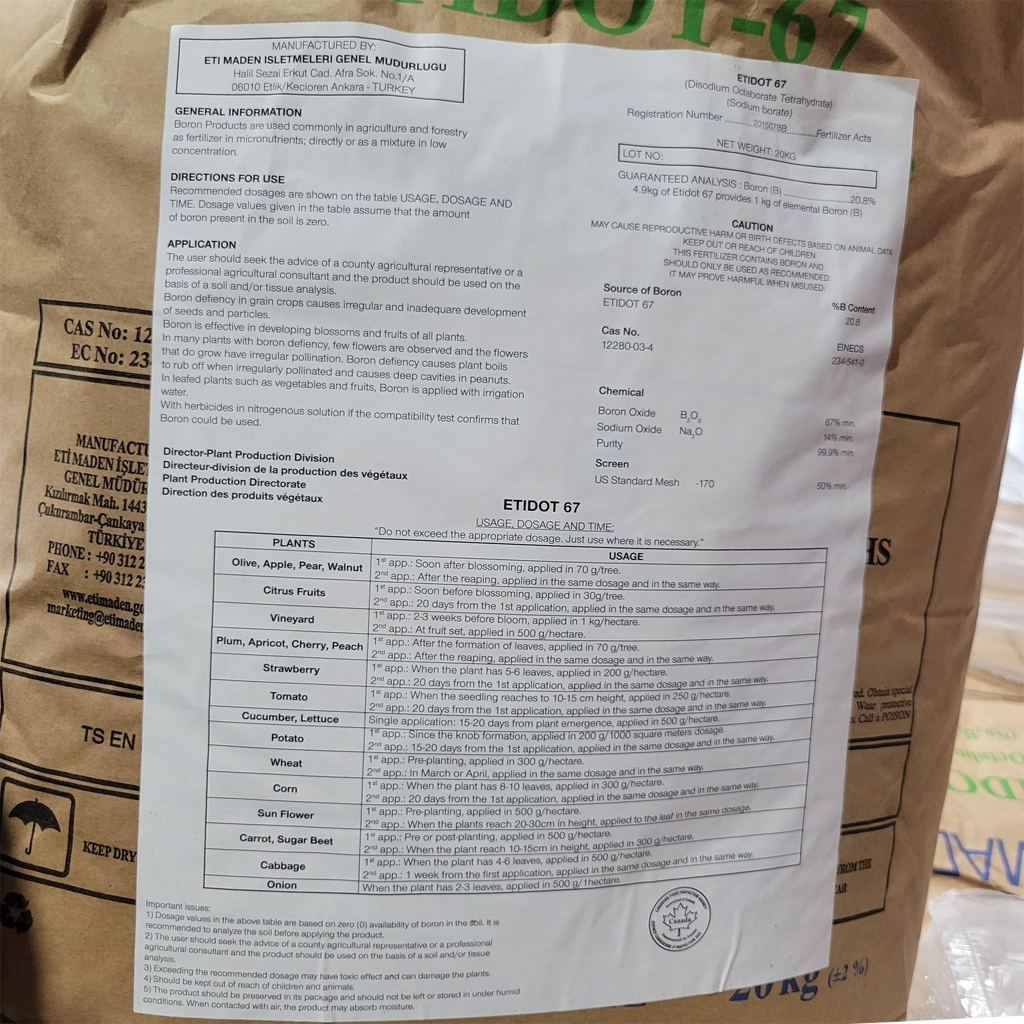 ETIDOT-67
MANUFACTURED BY:
ETI MADEN ISLETMELERI GENEL MUDURLUGU
Halil Sezai Erkut Cad. Afra Sok. No.1/A
06010 Etlik/Kecioren Ankara - TURKEY
GENERAL INFORMATION
Boron Products are used commonly in agriculture and forestry
as fertilizer in micronutrients; directly or as a mixture in low
concentration.
DIRECTIONS FOR USE
Recommended dosages are shown on the table USAGE, DOSAGE AND
TIME. Dosage values given in the table assume that the amount
of boron present in the soil is zero.
APPLICATION
The user should seek the advice of a county agricultural representative or a
professional agricultural consultant and the product should be used on the
basis of a soil and/or tissue analysis.
Boron defiency in grain crops causes irregular and inadequare development
of seeds and particles.
Boron is effective in developing blossoms and fruits of all plants.
In many plants with boron defiency, few flowers are observed and the flowers
that do grow have irregular pollination. Boron defiency causes plant boils
to rub off when irregularly pollinated and causes deep cavities in peanuts.
In leafed plants such as vegetables and fruits, Boron is applied with irrigation
water.
With herbicides in nitrogenous solution if the compatibility test confirms that
Boron could be used.
Director-Plant Production Division
Directeur-division de la production des végétaux
Plant Production Directorate
Direction des produits végétaux
ETIDOT 67
(Disodium Octaborate Tetrahydrate)
(Sodium borate)
Registration Number ............ 2015078B ............ Fertilizer Acts
NET WEIGHT: 20KG
LOT NO:
GUARANTEED ANALYSIS : Boron (B) ............ 20.8%
4.9kg of Etidot 67 provides 1 kg of elemental Boron (B)
CAUTION
MAY CAUSE REPRODUCTIVE HARM OR BIRTH DEFECTS BASED ON ANIMAL DATA
KEEP OUT OR REACH OF CHILDREN
THIS FERTILIZER CONTAINS BORON AND
SHOULD ONLY BE USED AS RECOMMENDED.
IT MAY PROVE HARMFUL WHEN MISUSED.
Source of Boron %B Content
ETIDOT 67 20.8
Cas No. EINECS
12280-03-4 234-541-0
Chemical
Boron Oxide B₂O₃ 67% min.
Sodium Oxide Na₂O 14% min.
Purity 99.9% min.
Screen
US Standard Mesh -170 50% min.
ETIDOT 67
USAGE, DOSAGE AND TIME:
"Do not exceed the appropriate dosage. Just use where it is necessary."
PLANTS USAGE
Olive, Apple, Pear, Walnut 1st app.: Soon after blossoming, applied in 70 g/tree.
2nd app.: After the reaping, applied in the same dosage and in the same way.
Citrus Fruits 1st app.: Soon before blossoming, applied in 30g/tree.
2nd app.: 20 days from the 1st application, applied in the same dosage and in the same way.
Vineyard 1st app.: 2-3 weeks before bloom, applied in 1 kg/hectare.
2nd app.: At fruit set, applied in 500 g/hectare.
Plum, Apricot, Cherry, Peach 1st app.: After the formation of leaves, applied in 70 g/tree.
2nd app.: After the reaping, applied in the same dosage and in the same way.
Strawberry 1st app.: When the plant has 5-6 leaves, applied in 200 g/hectare.
2nd app.: 20 days from the 1st application, applied in the same dosage and in the same way.
Tomato 1st app.: When the seedling reaches to 10-15 cm height, applied in 250 g/hectare.
2nd app.: 20 days from the 1st application, applied in the same dosage and in the same way.
Cucumber, Lettuce Single application: 15-20 days from plant emergence, applied in 500 g/hectare.
Potato 1st app.: Since the knob formation, applied in 200 g/1000 square meters dosage.
2nd app.: 15-20 days from the 1st application, applied in the same dosage and in the same way.
Wheat 1st app.: Pre-planting, applied in 300 g/hectare.
2nd app.: In March or April, applied in the same dosage and in the same way.
Corn 1st app.: When the plant has 8-10 leaves, applied in 300 g/hectare.
2nd app.: 20 days from the 1st application, applied in the same dosage and in the same way.
Sun Flower 1st app.: Pre-planting, applied in 500 g/hectare.
2nd app.: When the plants reach 20-30cm in height, applied to the leaf in the same dosage.
Carrot, Sugar Beet 1st app.: Pre or post-planting, applied in 500 g/hectare.
2nd app.: When the plant reach 10-15cm in height, applied in 300 g/hectare.
Cabbage 1st app.: When the plant has 4-6 leaves, applied in 500 g/hectare.
2nd app.: 1 week from the first application, applied in the same dosage and in the same way.
Onion When the plant has 2-3 leaves, applied in 500 g/1hectare.
Important issues:
1) Dosage values in the above table are based on zero (0) availability of boron in the soil. It is
recommended to analyze the soil before applying the product.
2) The user should seek the advice of a county agricultural representative or a professional
agricultural consultant and the product should be used on the basis of a soil and/or tissue
analysis.
3) Exceeding the recommended dosage may have toxic effect and can damage the plants.
4) Should be kept out of reach of children and animals.
5) The product should be preserved in its package and should not be left or stored in under humid
conditions. When contacted with air, the product may absorb moisture.
Canada
CAS No: 12
EC No: 23
MANUFACTU
ETİ MADEN İŞLE
GENEL MÜDÜR
Kızılırmak Mah. 1443
Çukurambar-Çankaya
TÜRKİYE
PHONE : +90 312 2
FAX : +90 312 2
www.etimaden.go
marketing@etimade
TS EN
KEEP DRY
HS
ed. Obtain special
Wear protective
Call a POISON
FROM THE
20 kg (±2 %)